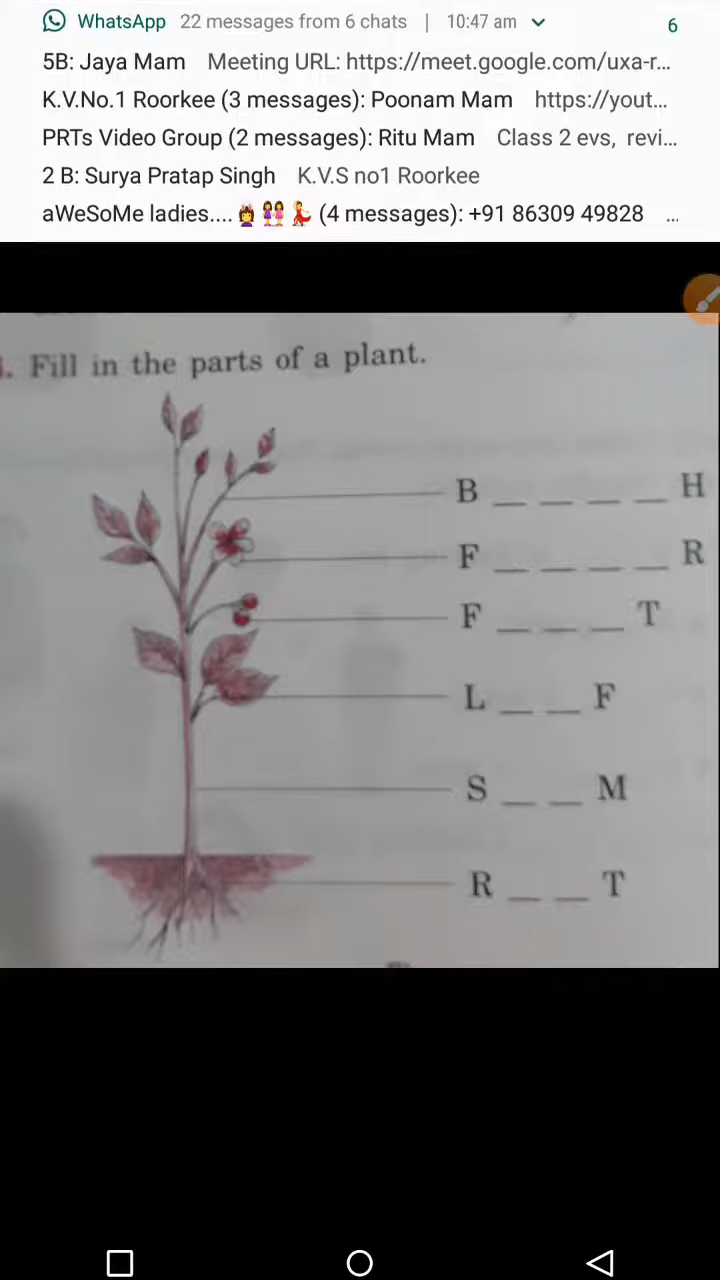 WhatsApp 22 messages from 6 chats | 10:47 am 6
5B: Jaya Mam Meeting URL: https://meet.google.com/uxa-r...
K.V.No.1 Roorkee (3 messages): Poonam Mam https://yout...
PRTs Video Group (2 messages): Ritu Mam Class 2 evs, revi...
2 B: Surya Pratap Singh K.V.S no1 Roorkee
aWeSoMe ladies.... 💆👭💃 (4 messages): +91 86309 49828 ...
. Fill in the parts of a plant.
B _ _ _ _ H
F _ _ _ _ R
F _ _ _ T
L _ _ F
S _ _ M
R _ _ T